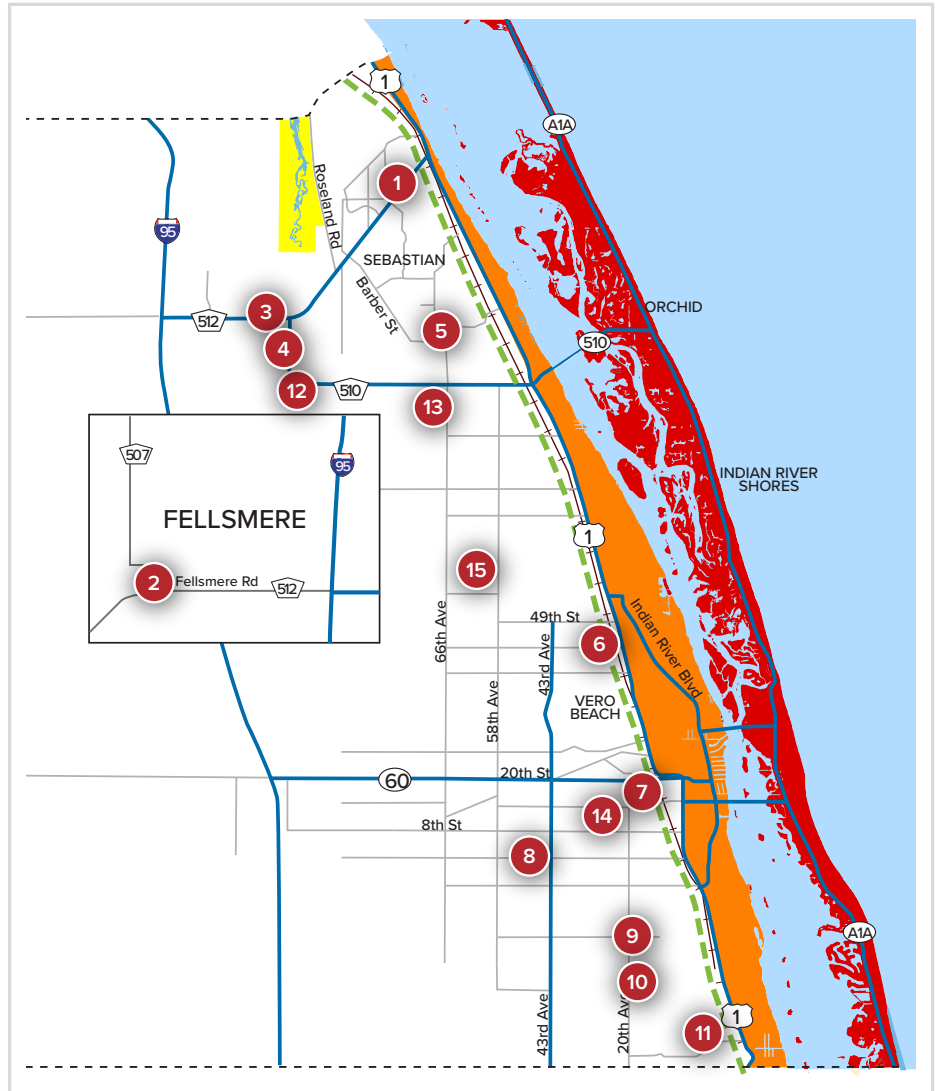 1
A1A
Roseland Rd
1
95
SEBASTIAN
Barber St
ORCHID
3
512
5
510
4
12
510
13
507
95
INDIAN RIVER
SHORES
FELLSMERE
1
15
2
Fellsmere Rd
512
66th Ave
49th St
6
43rd Ave
Indian River Blvd
58th Ave
VERO
BEACH
60
20th St
7
14
8th St
8
9
A1A
10
43rd Ave
20th Ave
11
1